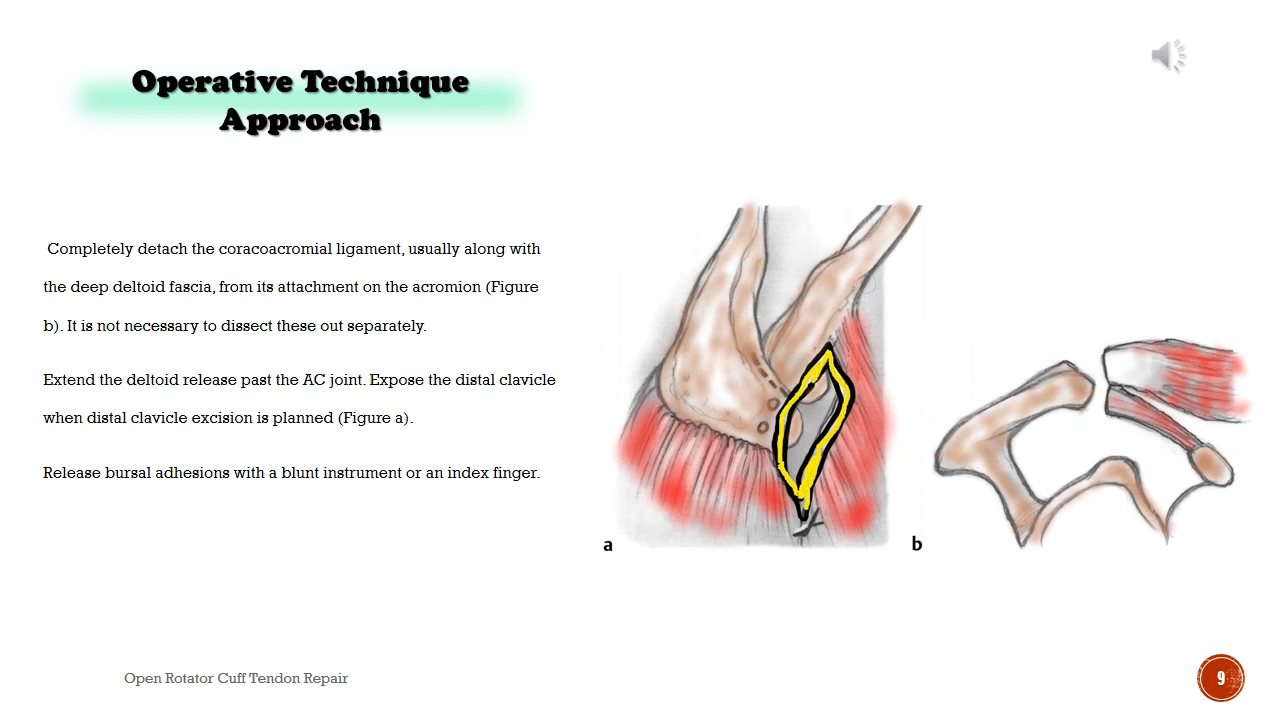 Operative Technique
Approach
Completely detach the coracoacromial ligament, usually along with
the deep deltoid fascia, from its attachment on the acromion (Figure
b). It is not necessary to dissect these out separately.
Extend the deltoid release past the AC joint. Expose the distal clavicle
when distal clavicle excision is planned (Figure a).
Release bursal adhesions with a blunt instrument or an index finger.
a
b
Open Rotator Cuff Tendon Repair
9